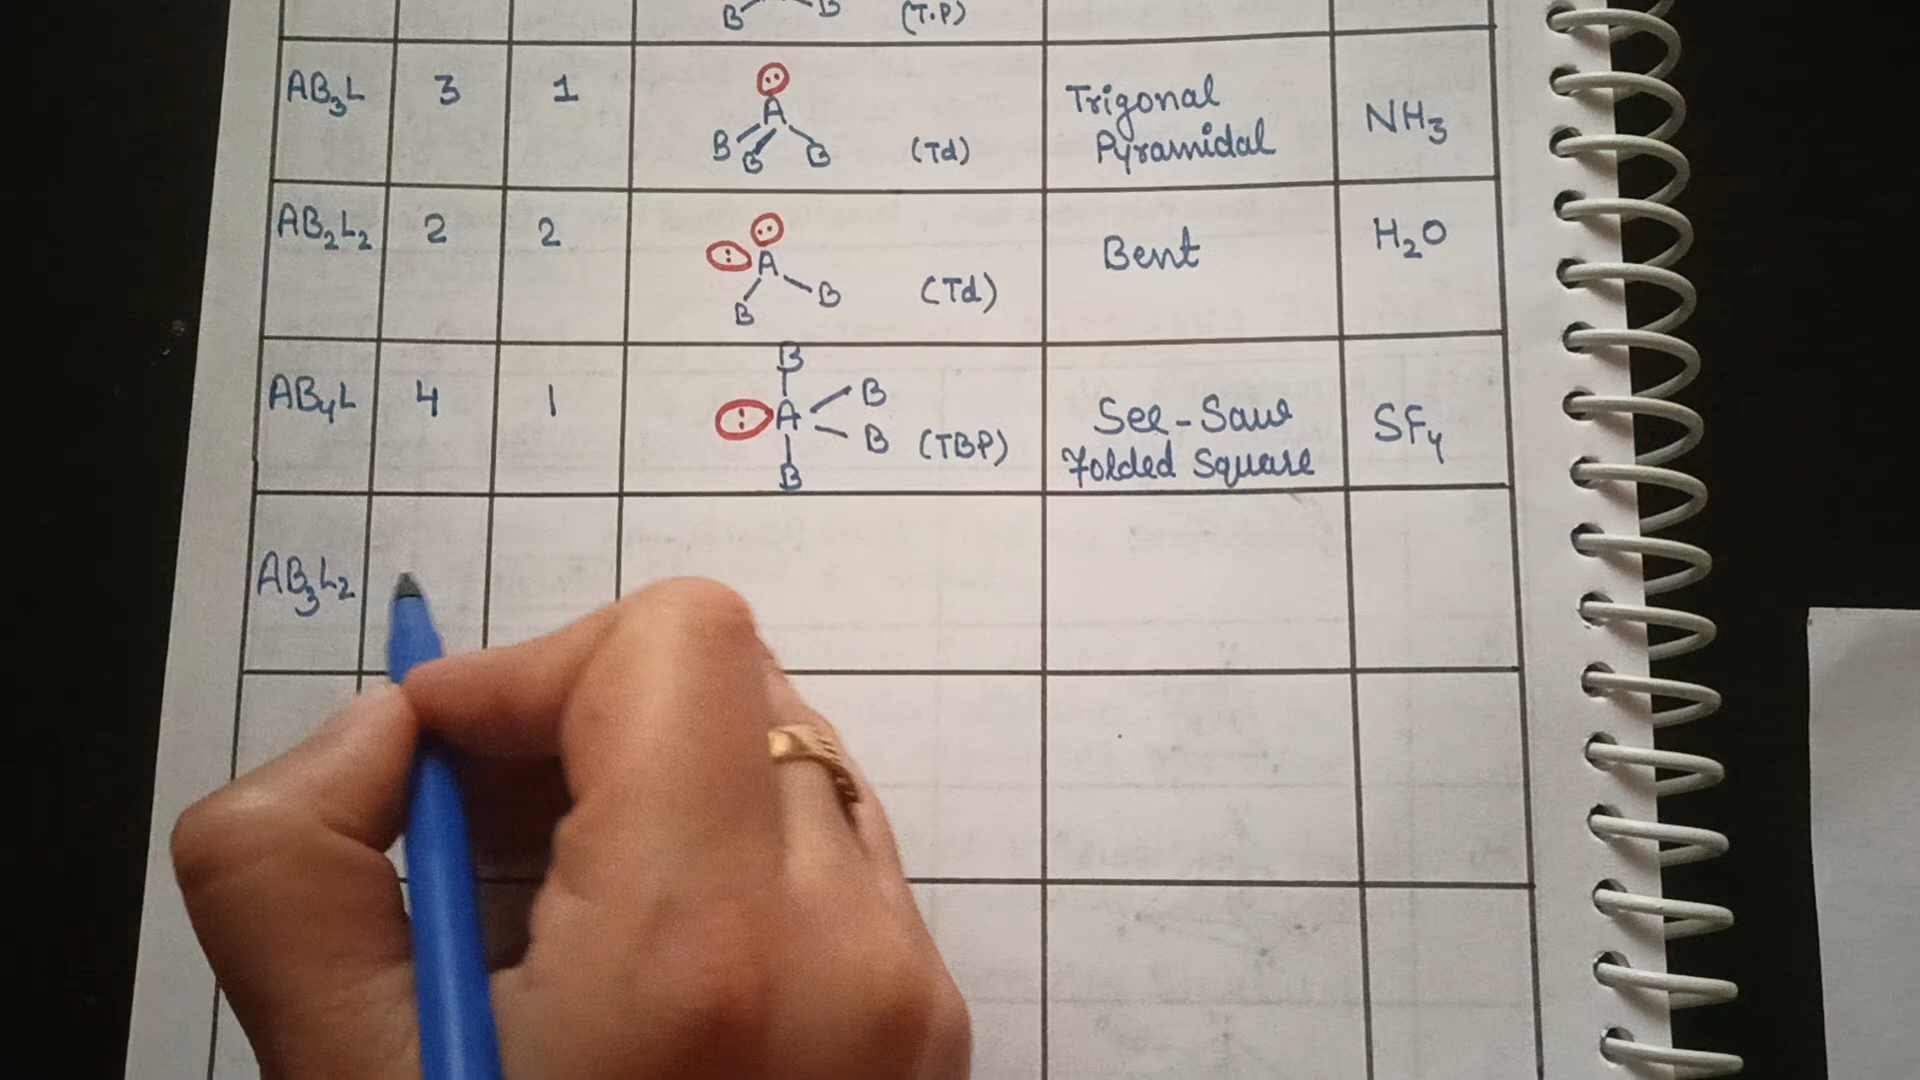 B B (T.P)
AB₃L 3 1 A B B B (Td) Trigonal Pyramidal NH₃
AB₂L₂ 2 2 A B B (Td) Bent H₂O
AB₄L 4 1 B A B B B (TBP) See-Saw Folded Square SF₄
AB₃L₂